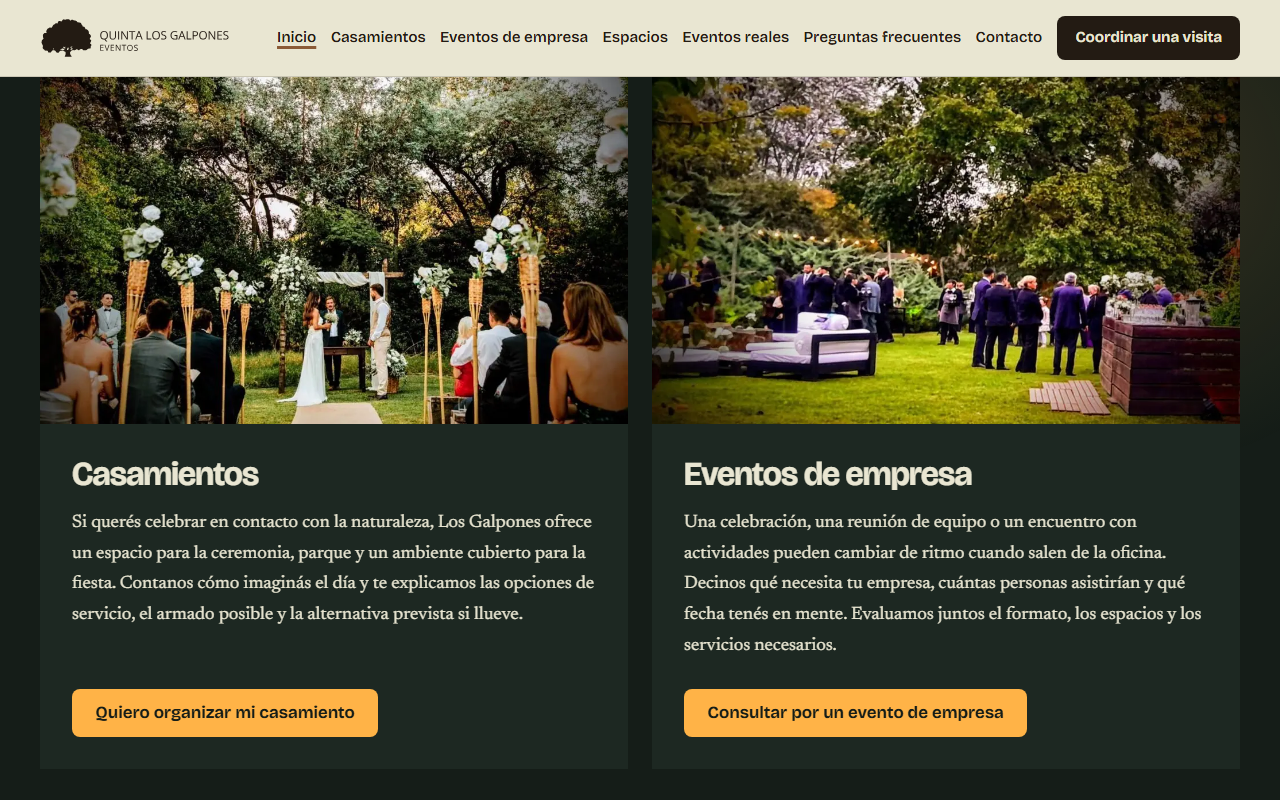 QUINTA LOS GALPONES
EVENTOS
Inicio
Casamientos
Eventos de empresa
Espacios
Eventos reales
Preguntas frecuentes
Contacto
Coordinar una visita
Casamientos
Si querés celebrar en contacto con la naturaleza, Los Galpones ofrece
un espacio para la ceremonia, parque y un ambiente cubierto para la
fiesta. Contanos cómo imaginás el día y te explicamos las opciones de
servicio, el armado posible y la alternativa prevista si llueve.
Quiero organizar mi casamiento
Eventos de empresa
Una celebración, una reunión de equipo o un encuentro con
actividades pueden cambiar de ritmo cuando salen de la oficina.
Decinos qué necesita tu empresa, cuántas personas asistirían y qué
fecha tenés en mente. Evaluamos juntos el formato, los espacios y los
servicios necesarios.
Consultar por un evento de empresa